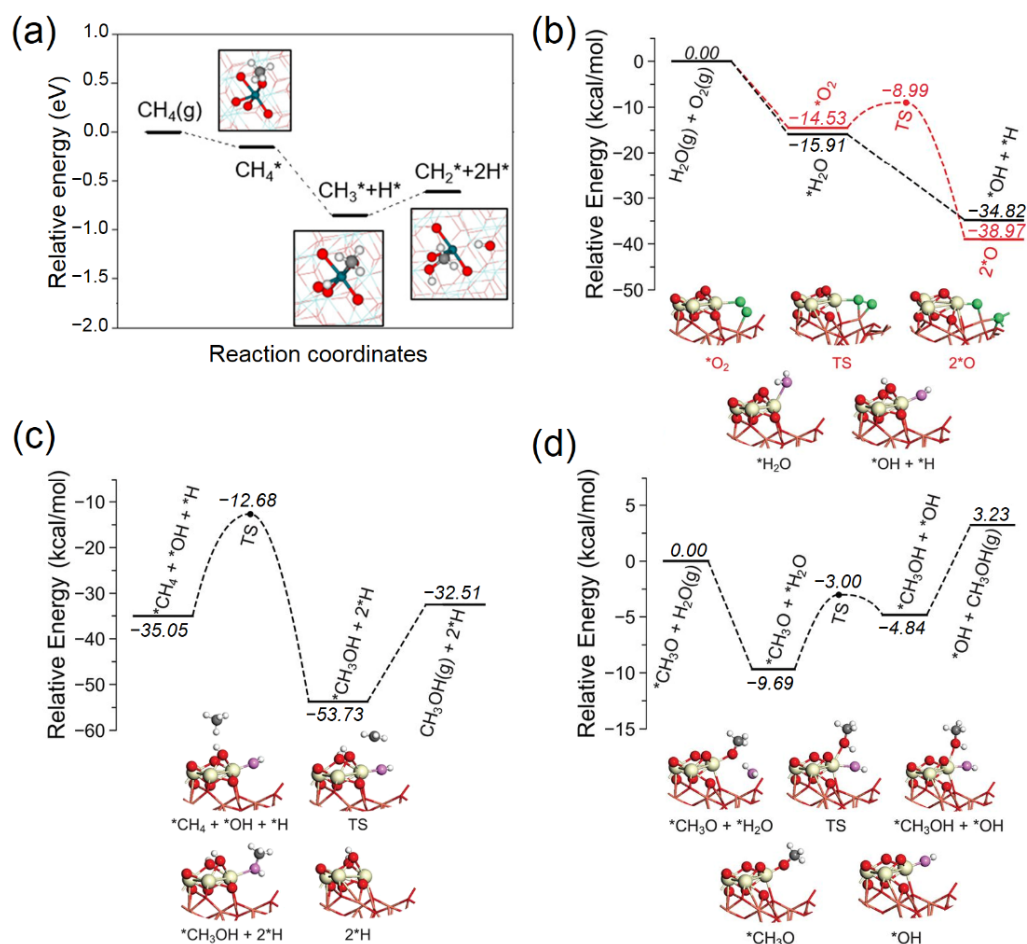 (a)
1.0
0.5
0.0
−0.5
−1.0
−1.5
−2.0
Relative energy (eV)
CH₄(g)
CH₄*
CH₃*+H*
CH₂*+2H*
Reaction coordinates
(b)
0
−10
−20
−30
−40
−50
Relative Energy (kcal/mol)
0.00
H₂O(g) + O₂(g)
*O₂
−14.53
−15.91
*H₂O
−8.99
TS
*OH + *H
−34.82
−38.97
2*O
*O₂
TS
2*O
*H₂O
*OH + *H
(c)
−10
−20
−30
−40
−50
−60
Relative Energy (kcal/mol)
*CH₄ + *OH + *H
−35.05
−12.68
TS
*CH₃OH + 2*H
−53.73
−32.51
CH₃OH(g) + 2*H
*CH₄ + *OH + *H
TS
*CH₃OH + 2*H
2*H
(d)
5
0
−5
−10
−15
Relative Energy (kcal/mol)
0.00
*CH₃O + H₂O(g)
*CH₃O + *H₂O
−9.69
−3.00
TS
*CH₃OH + *OH
−4.84
3.23
*OH + CH₃OH(g)
*CH₃O + *H₂O
TS
*CH₃OH + *OH
*CH₃O
*OH